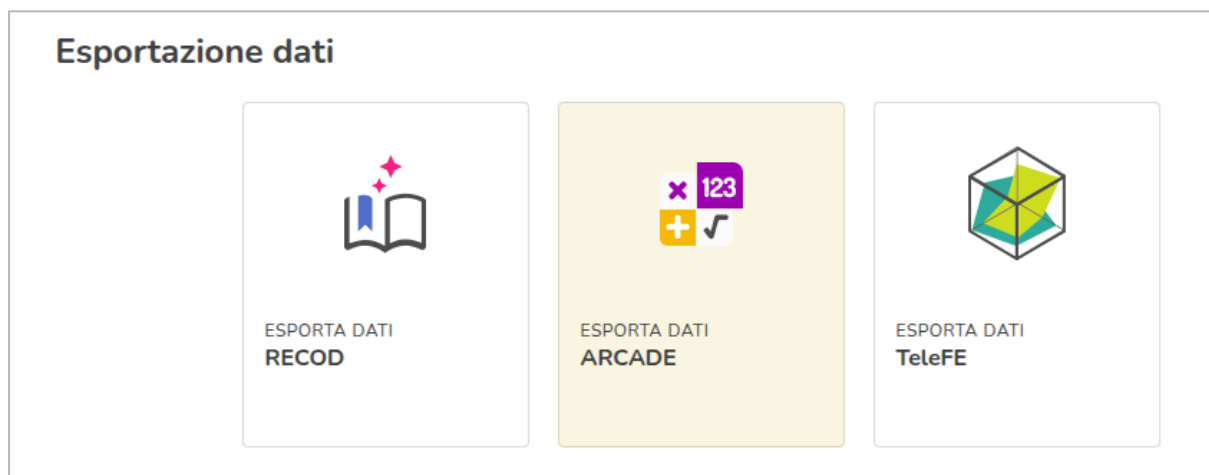 Esportazione dati
123
ESPORTA DATI
RECOD
ESPORTA DATI
ARCADE
ESPORTA DATI
TeleFE